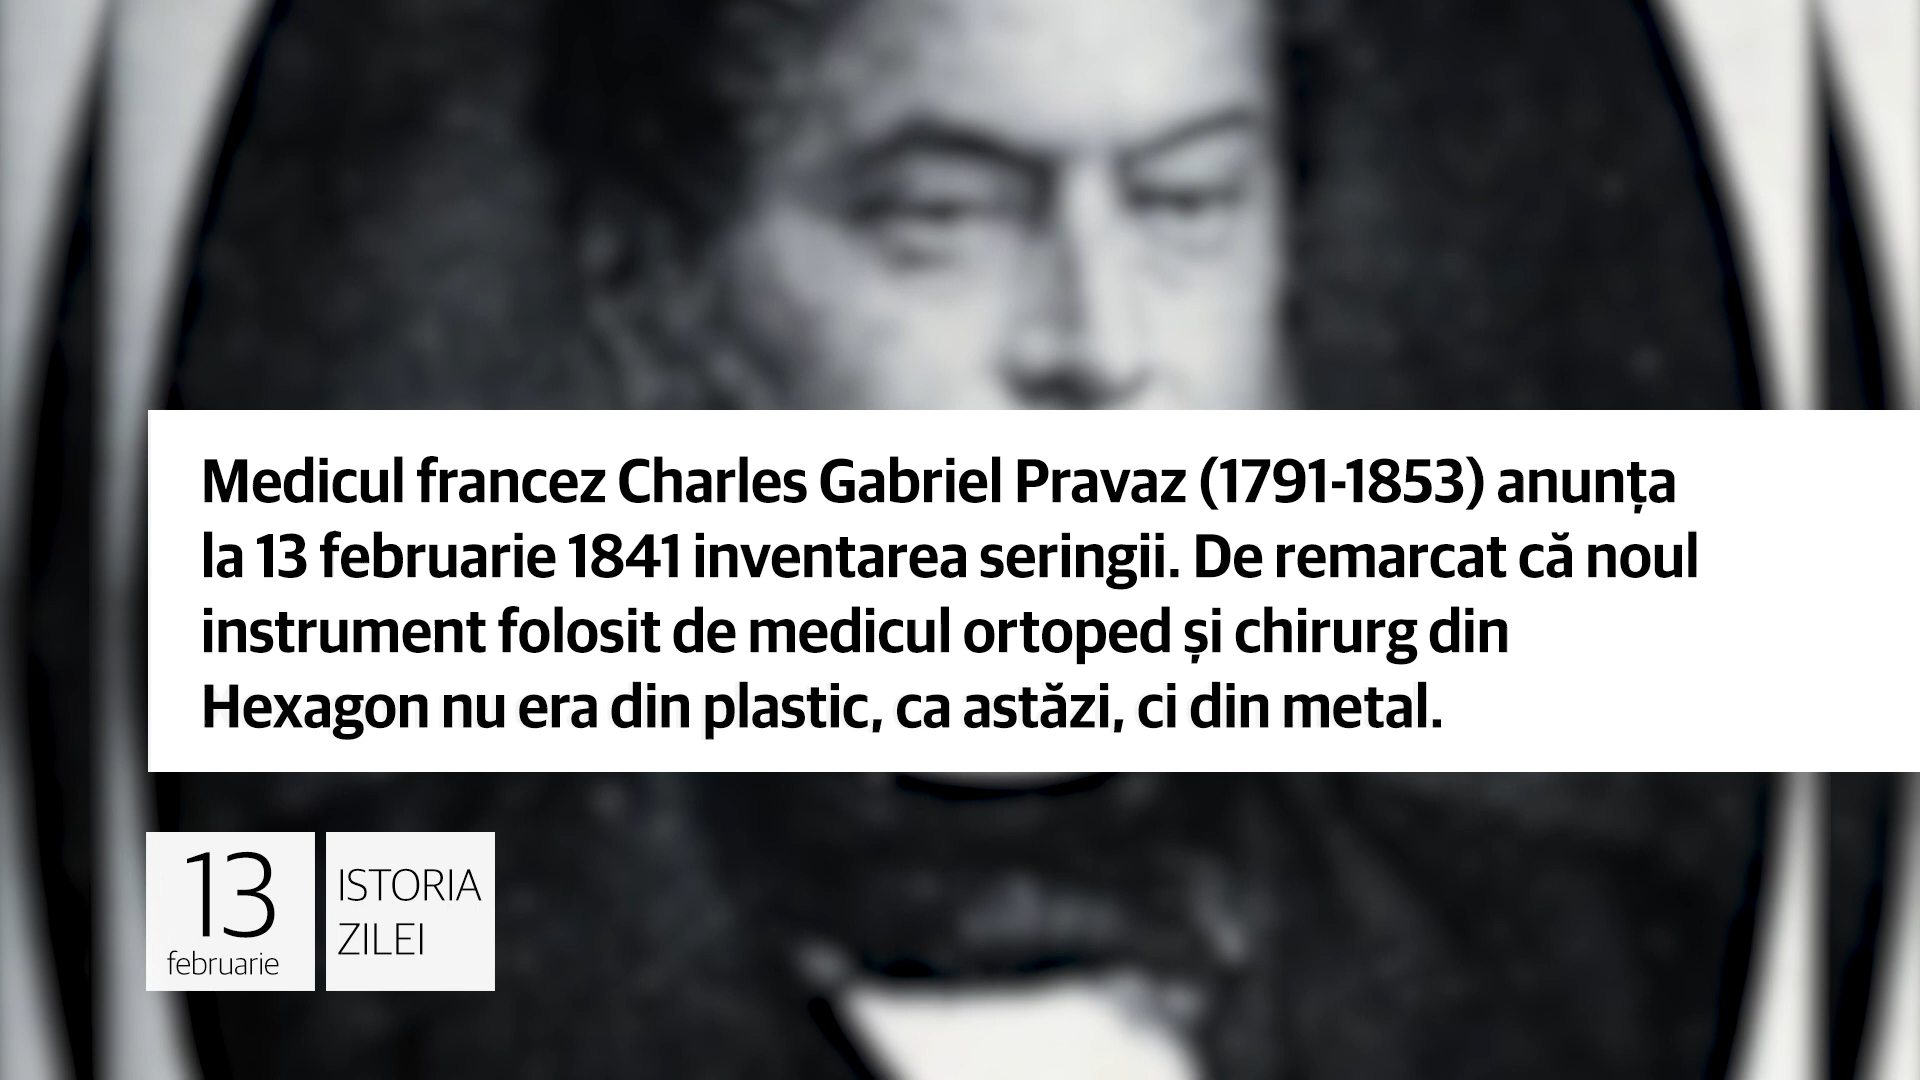 Medicul francez Charles Gabriel Pravaz (1791-1853) anunța
la 13 februarie 1841 inventarea seringii. De remarcat că noul
instrument folosit de medicul ortoped și chirurg din
Hexagon nu era din plastic, ca astăzi, ci din metal.
13
februarie
ISTORIA
ZILEI